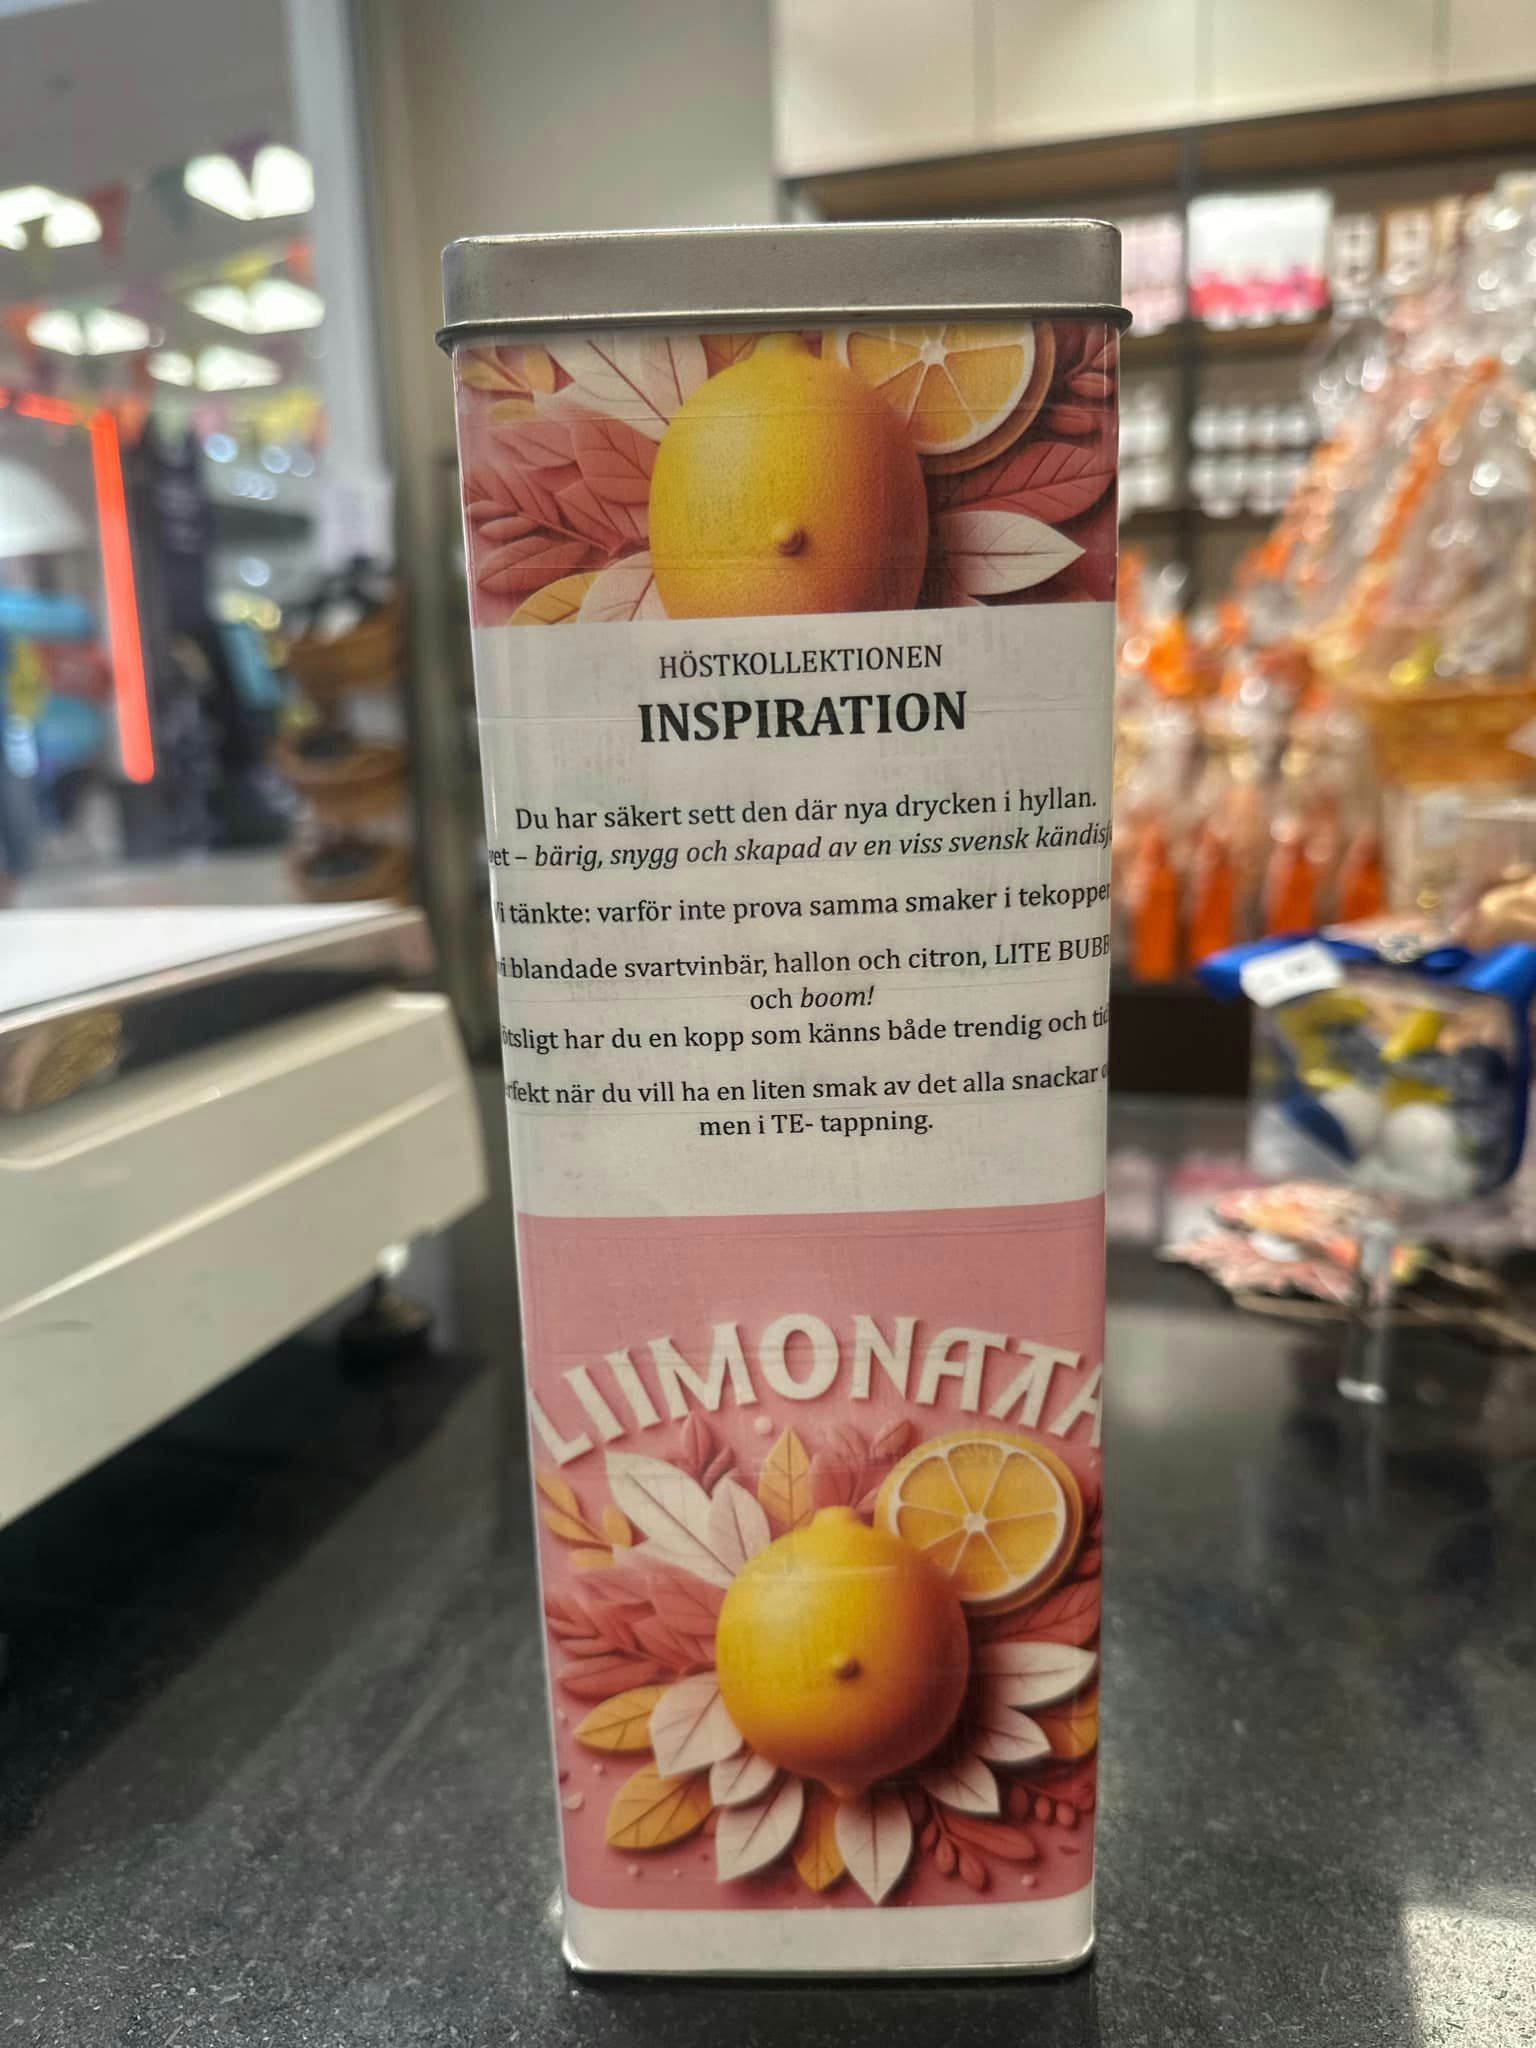 HÖSTKOLLEKTIONEN
INSPIRATION
Du har säkert sett den där nya drycken i hyllan.
– bärig, snygg och skapad av en viss svensk
tänkte: varför inte prova samma smaker i
blandade svartvinbär, hallon och citron, LITE
och boom!
har du en kopp som känns både trendig och
när du vill ha en liten smak av det alla snackar
men i TE- tappning.
LIIMONATA